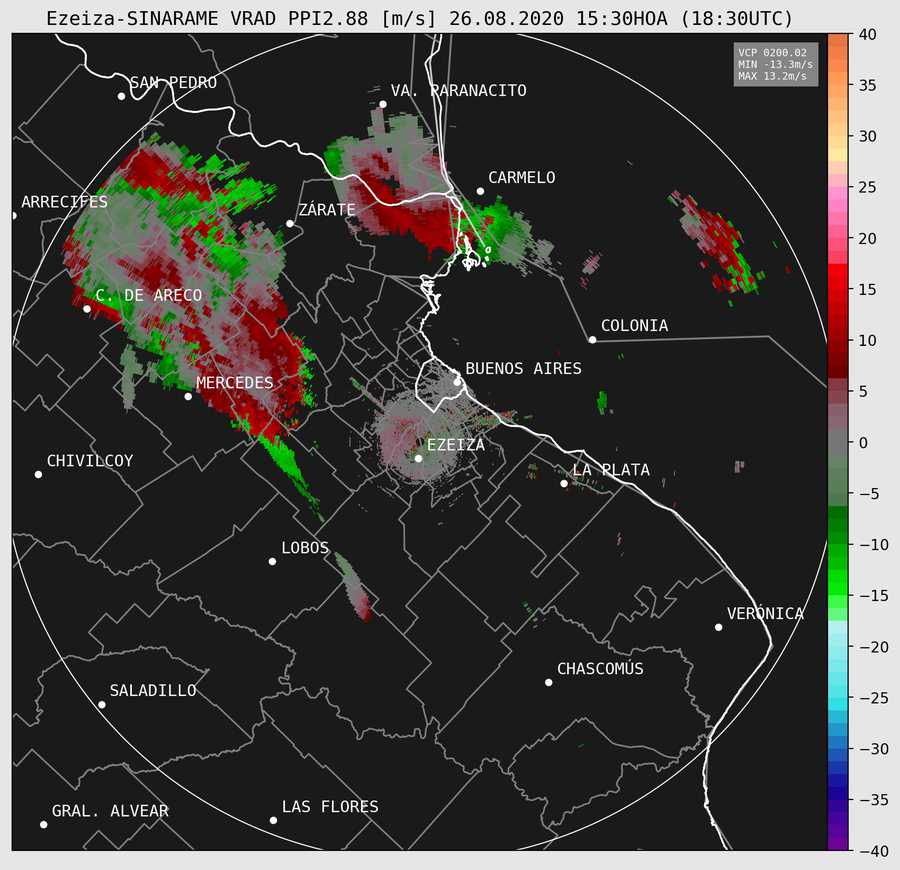 Ezeiza-SINARAME VRAD PPI2.88 [m/s] 26.08.2020 15:30HOA (18:30UTC)
VCP 0200.02
MIN -13.3m/s
MAX 13.2m/s
SAN PEDRO
VA. PARANACITO
CARMELO
ARRECIFES
ZÁRATE
C. DE ARECO
COLONIA
BUENOS AIRES
MERCEDES
EZEIZA
CHIVILCOY
LA PLATA
LOBOS
VERÓNICA
CHASCOMÚS
SALADILLO
GRAL. ALVEAR
LAS FLORES
40
35
30
25
20
15
10
5
0
−5
−10
−15
−20
−25
−30
−35
−40